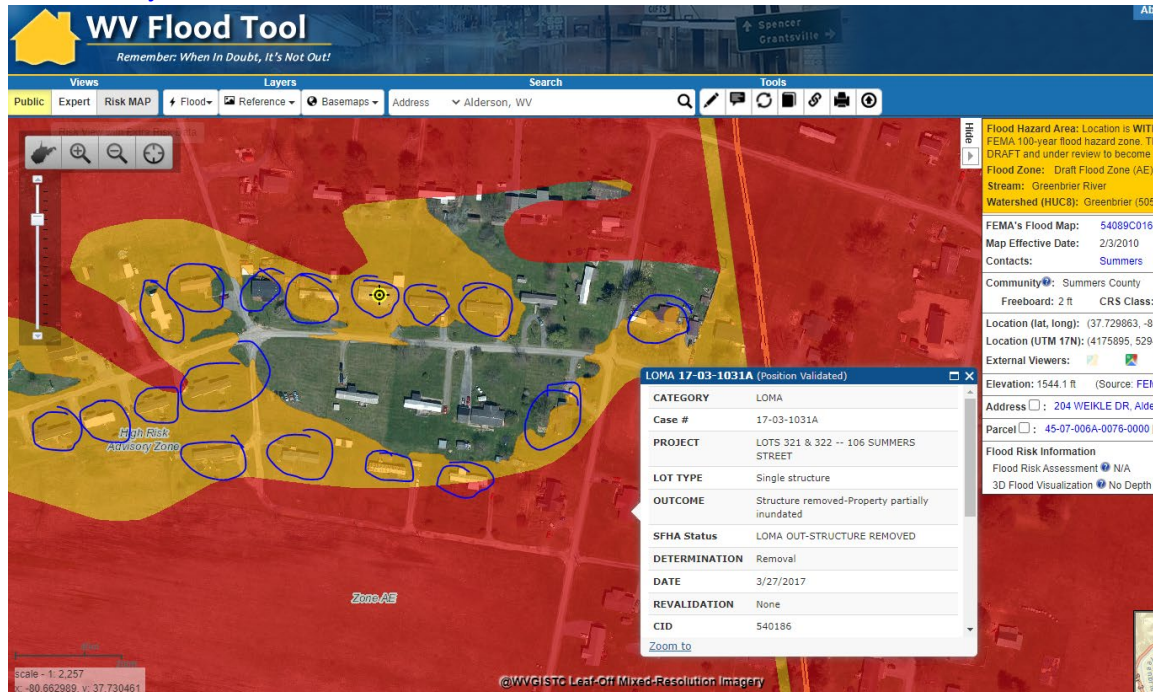 WV Flood Tool
Remember: When In Doubt, It's Not Out!
Spencer
Grantsville
Views
Layers
Search
Tools
Public
Expert
Risk MAP
Flood
Reference
Basemaps
Address
Alderson, WV
Hide
Flood Hazard Area: Location is
FEMA 100-year flood hazard zone.
DRAFT and under review to become
Flood Zone: Draft Flood Zone (AE)
Stream: Greenbrier River
Watershed (HUC8): Greenbrier (505
FEMA's Flood Map: 54089C016
Map Effective Date: 2/3/2010
Contacts: Summers
Community: Summers County
Freeboard: 2 ft CRS Class:
Location (lat, long): (37.729863, -8
Location (UTM 17N): (4175895, 529
External Viewers:
Elevation: 1544.1 ft (Source: FEM
Address : 204 WEIKLE DR, Alde
Parcel : 45-07-006A-0076-0000
Flood Risk Information
Flood Risk Assessment N/A
3D Flood Visualization No Depth
High Risk
Advisory Zone
Zone AE
LOMA 17-03-1031A (Position Validated)
CATEGORY LOMA
Case # 17-03-1031A
PROJECT LOTS 321 & 322 -- 106 SUMMERS
STREET
LOT TYPE Single structure
OUTCOME Structure removed-Property partially
inundated
SFHA Status LOMA OUT-STRUCTURE REMOVED
DETERMINATION Removal
DATE 3/27/2017
REVALIDATION None
CID 540186
Zoom to
scale - 1: 2,257
x: -80.662989, y: 37.730461
@WVGISTC Leaf-Off Mixed-Resolution Imagery